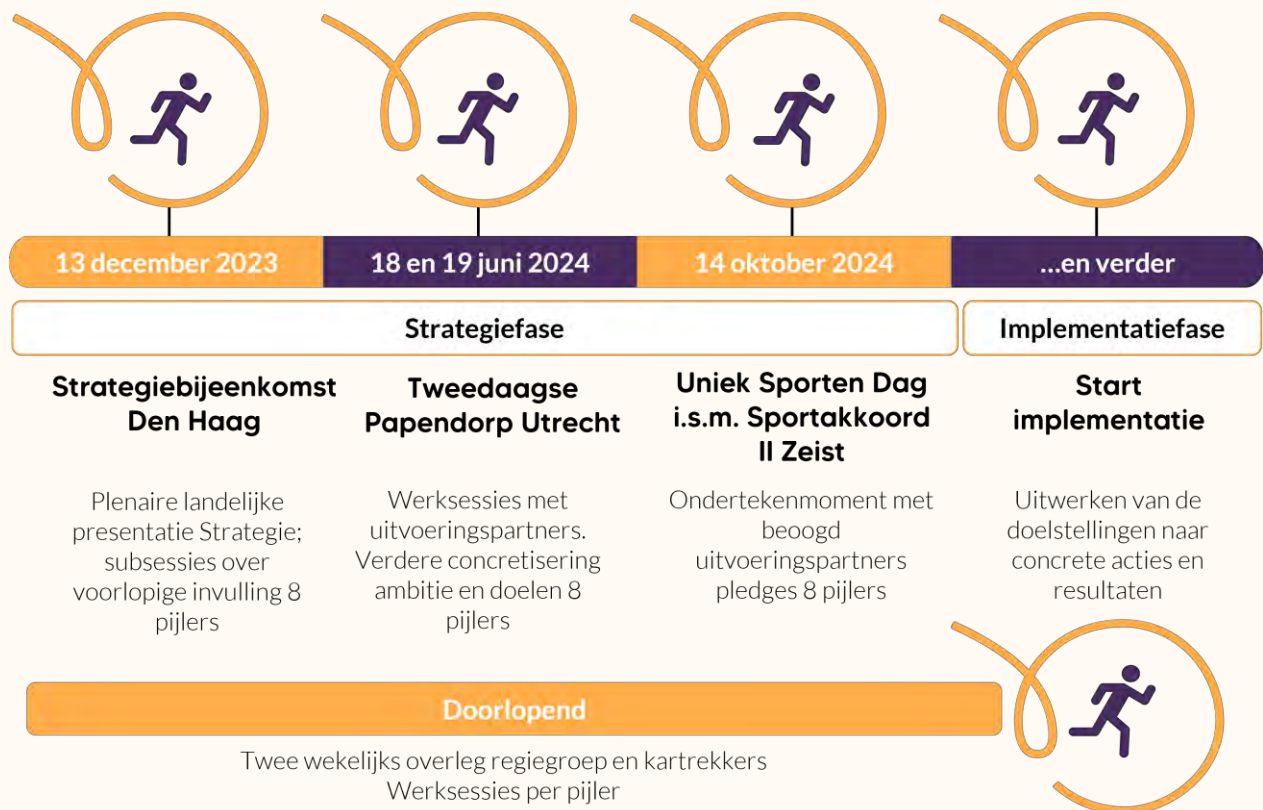 13 december 2023
18 en 19 juni 2024
14 oktober 2024
...en verder
Strategiefase
Implementatiefase
Strategiebijeenkomst
Den Haag
Plenaire landelijke
presentatie Strategie;
subsessies over
voorlopige invulling 8
pijlers
Tweedaagse
Papendorp Utrecht
Werksessies met
uitvoeringspartners.
Verdere concretisering
ambitie en doelen 8
pijlers
Uniek Sporten Dag
i.s.m. Sportakkoord
II Zeist
Ondertekenmoment met
beoogd
uitvoeringspartners
pledges 8 pijlers
Start
implementatie
Uitwerken van de
doelstellingen naar
concrete acties en
resultaten
Doorlopend
Twee wekelijks overleg regiegroep en kartrekkers
Werksessies per pijler